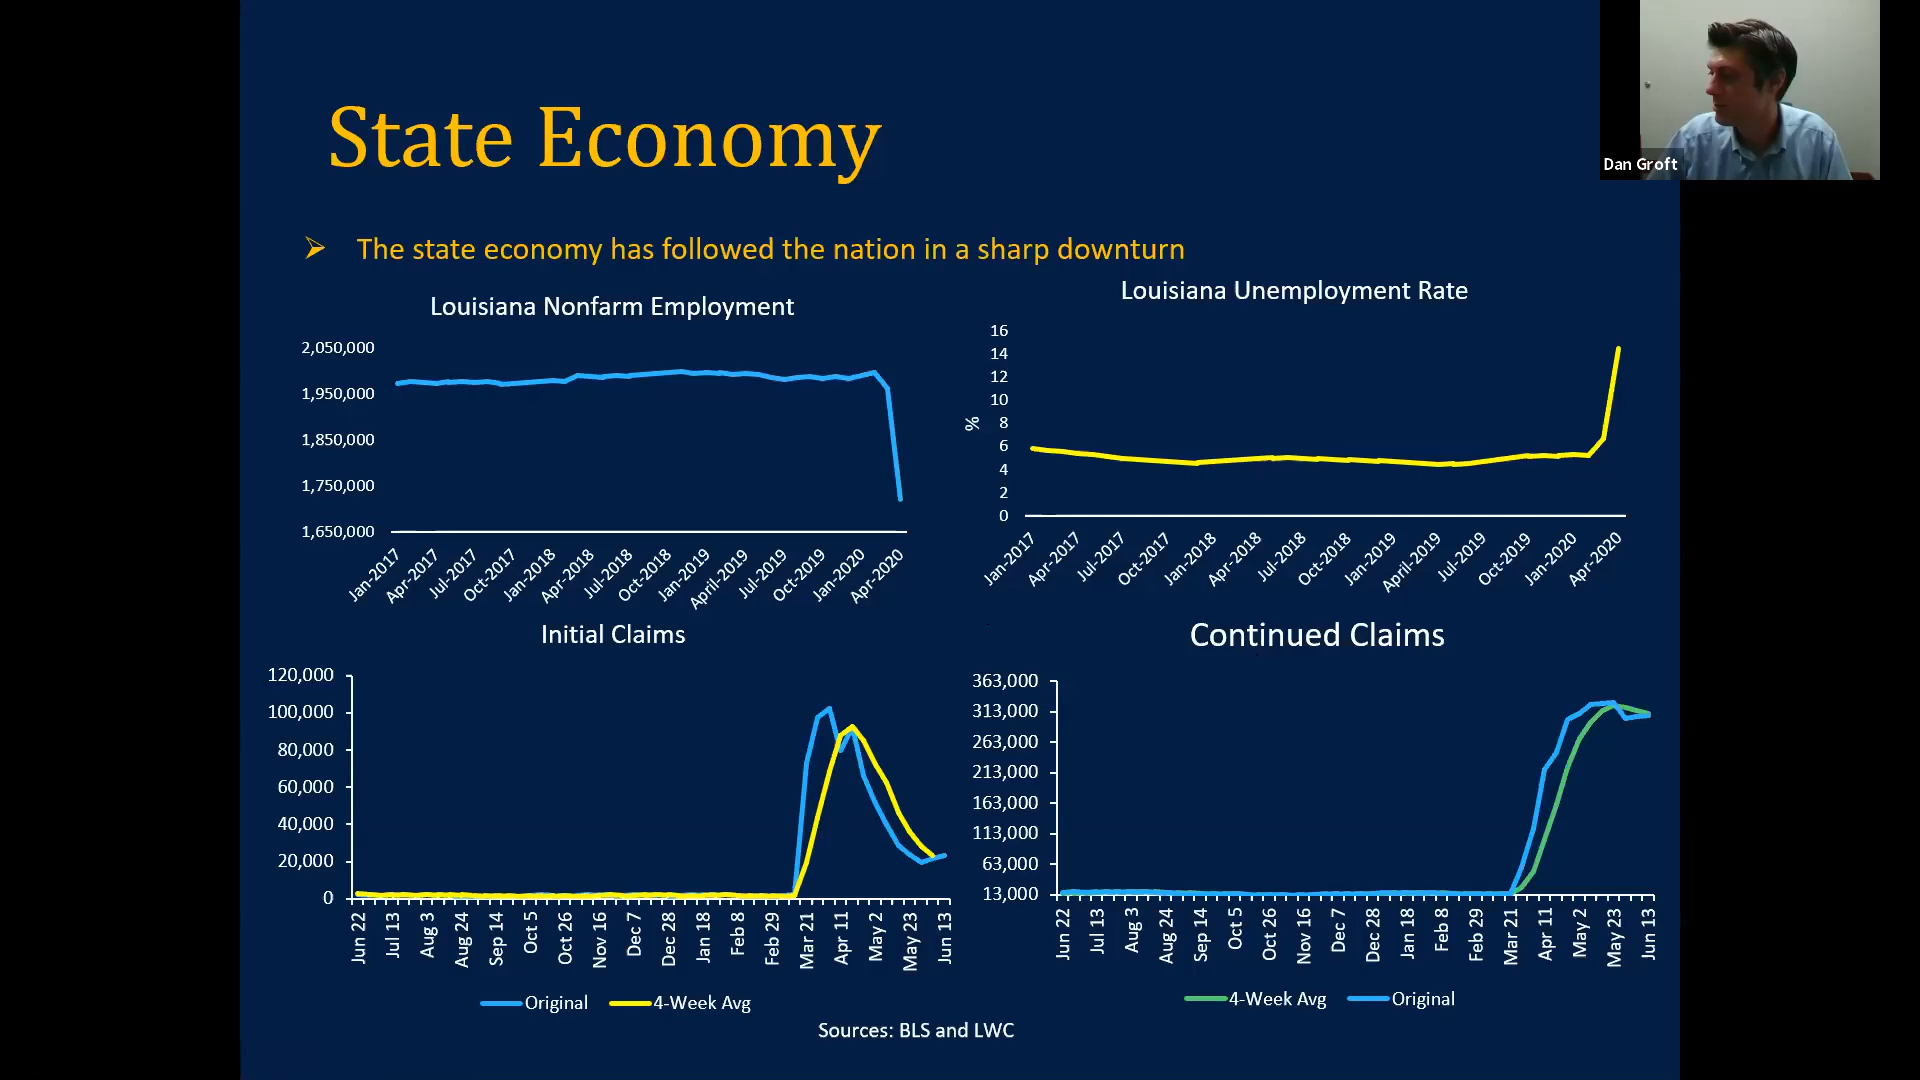 State Economy
Dan Groft
➢ The state economy has followed the nation in a sharp downturn
Louisiana Nonfarm Employment
2,050,000
1,950,000
1,850,000
1,750,000
1,650,000
Jan-2017 Apr-2017 Jul-2017 Oct-2017 Jan-2018 Apr-2018 Jul-2018 Oct-2018 Jan-2019 April-2019 Jul-2019 Oct-2019 Jan-2020 Apr-2020
Louisiana Unemployment Rate
%
16
14
12
10
8
6
4
2
0
Jan-2017 Apr-2017 Jul-2017 Oct-2017 Jan-2018 Apr-2018 Jul-2018 Oct-2018 Jan-2019 April-2019 Jul-2019 Oct-2019 Jan-2020 Apr-2020
Initial Claims
120,000
100,000
80,000
60,000
40,000
20,000
0
Jun 22 Jul 13 Aug 3 Aug 24 Sep 14 Oct 5 Oct 26 Nov 16 Dec 7 Dec 28 Jan 18 Feb 8 Feb 29 Mar 21 Apr 11 May 2 May 23 Jun 13
Original 4-Week Avg
Continued Claims
363,000
313,000
263,000
213,000
163,000
113,000
63,000
13,000
Jun 22 Jul 13 Aug 3 Aug 24 Sep 14 Oct 5 Oct 26 Nov 16 Dec 7 Dec 28 Jan 18 Feb 8 Feb 29 Mar 21 Apr 11 May 2 May 23 Jun 13
4-Week Avg Original
Sources: BLS and LWC